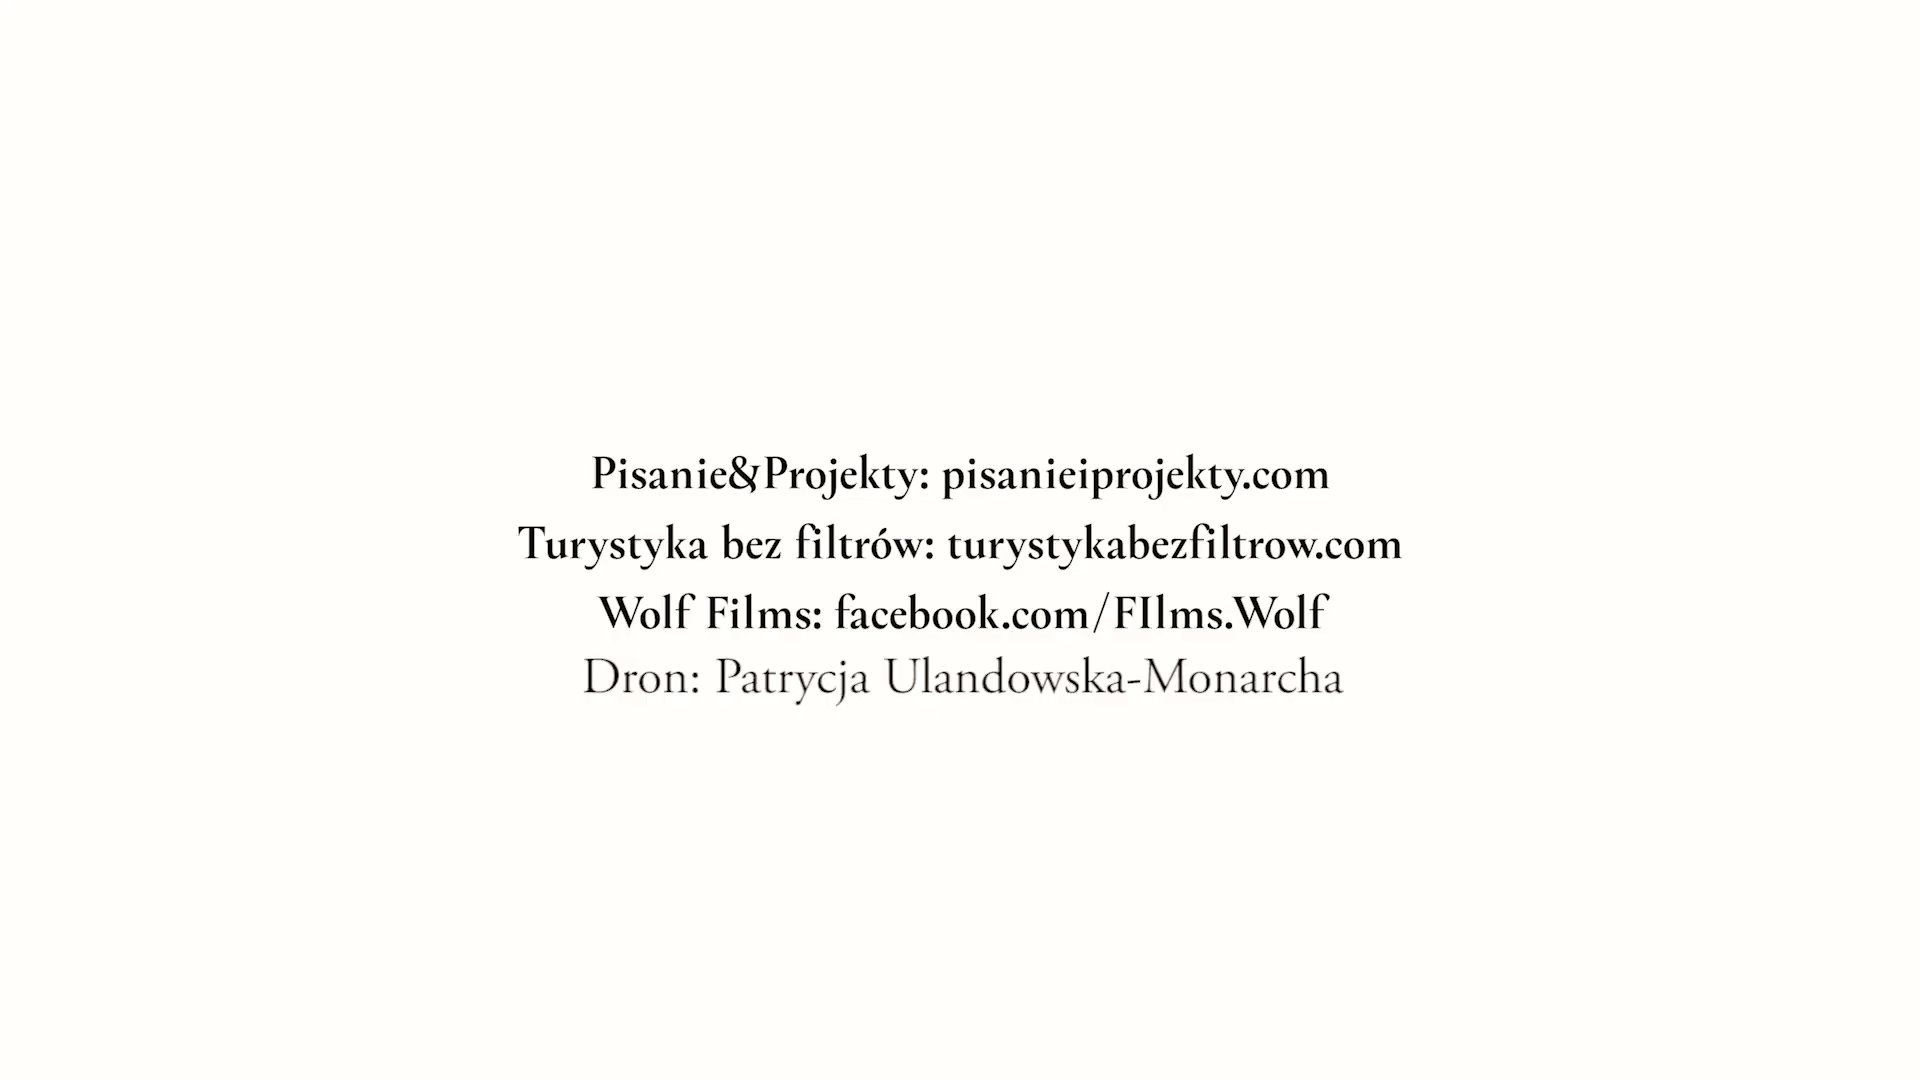 Pisanie&Projekty: pisanieiprojekty.com
Turystyka bez filtrów: turystykabezfiltrow.com
Wolf Films: facebook.com/FIlms.Wolf
Dron: Patrycja Ulandowska-Monarcha